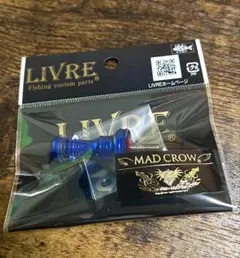 LIVRE®
Fishing custom parts
LIVREホームページ
LIVRE
MAD CROW